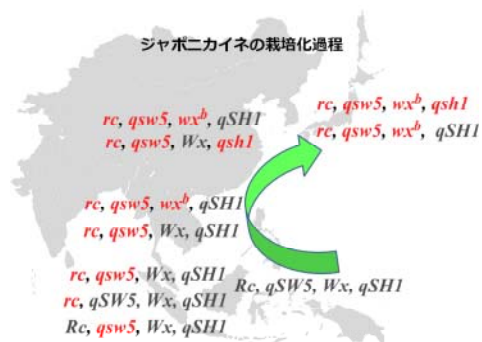 ジャポニカイネの栽培化過程
rc, qsw5, wxᵇ, qsh1
rc, qsw5, wxᵇ, qSH1
rc, qsw5, wxᵇ, qSH1
rc, qsw5, Wx, qsh1
rc, qsw5, wxᵇ, qSH1
rc, qsw5, Wx, qSH1
rc, qsw5, Wx, qSH1
rc, qSW5, Wx, qSH1
Rc, qsw5, Wx, qSH1
Rc, qSW5, Wx, qSH1